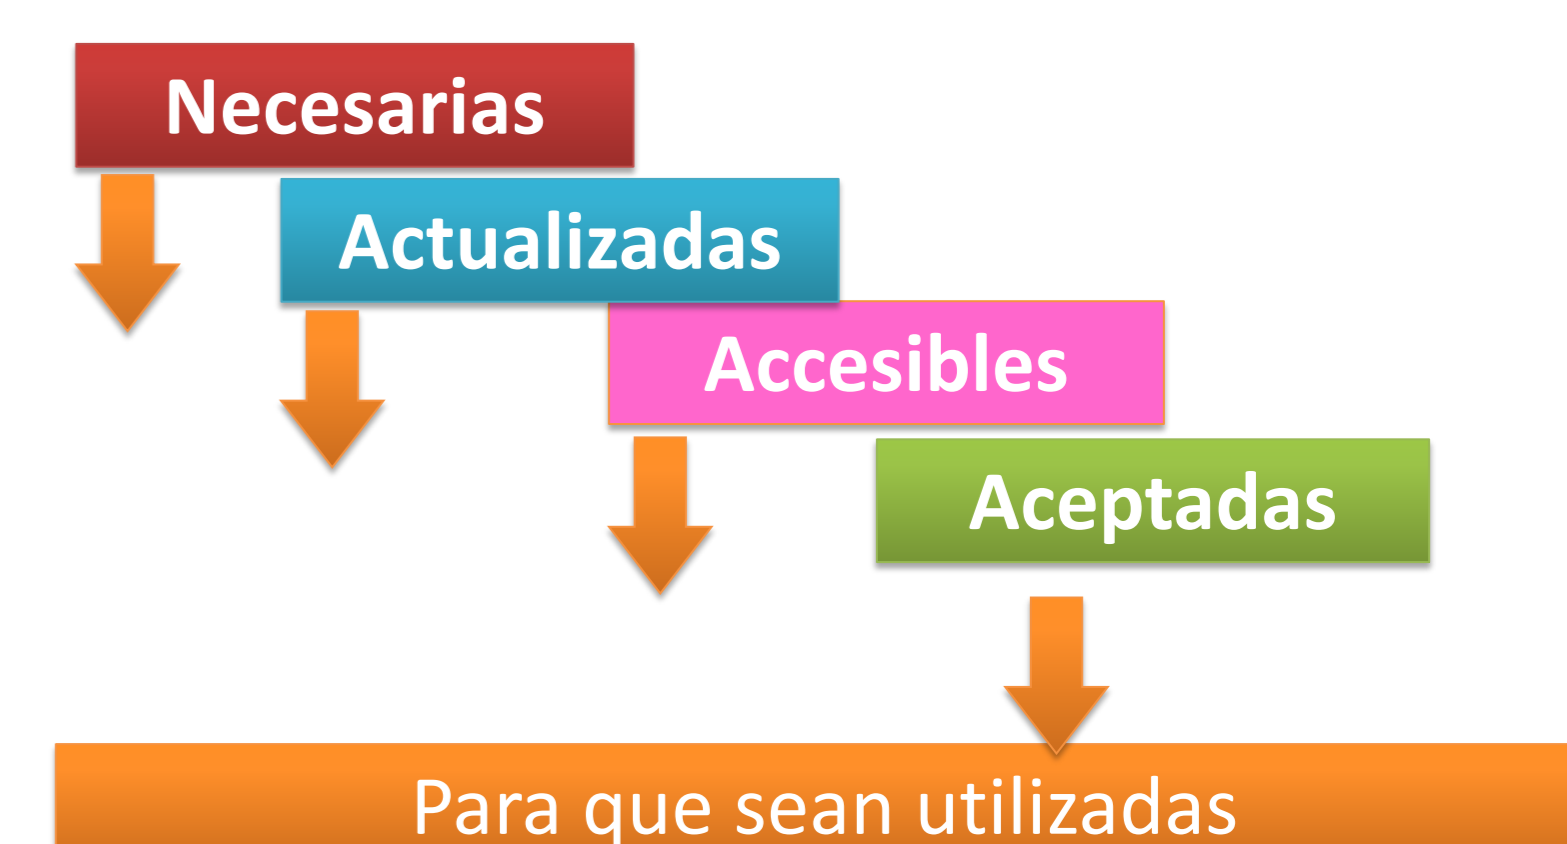 Necesarias
Actualizadas
Accesibles
Aceptadas
Para que sean utilizadas